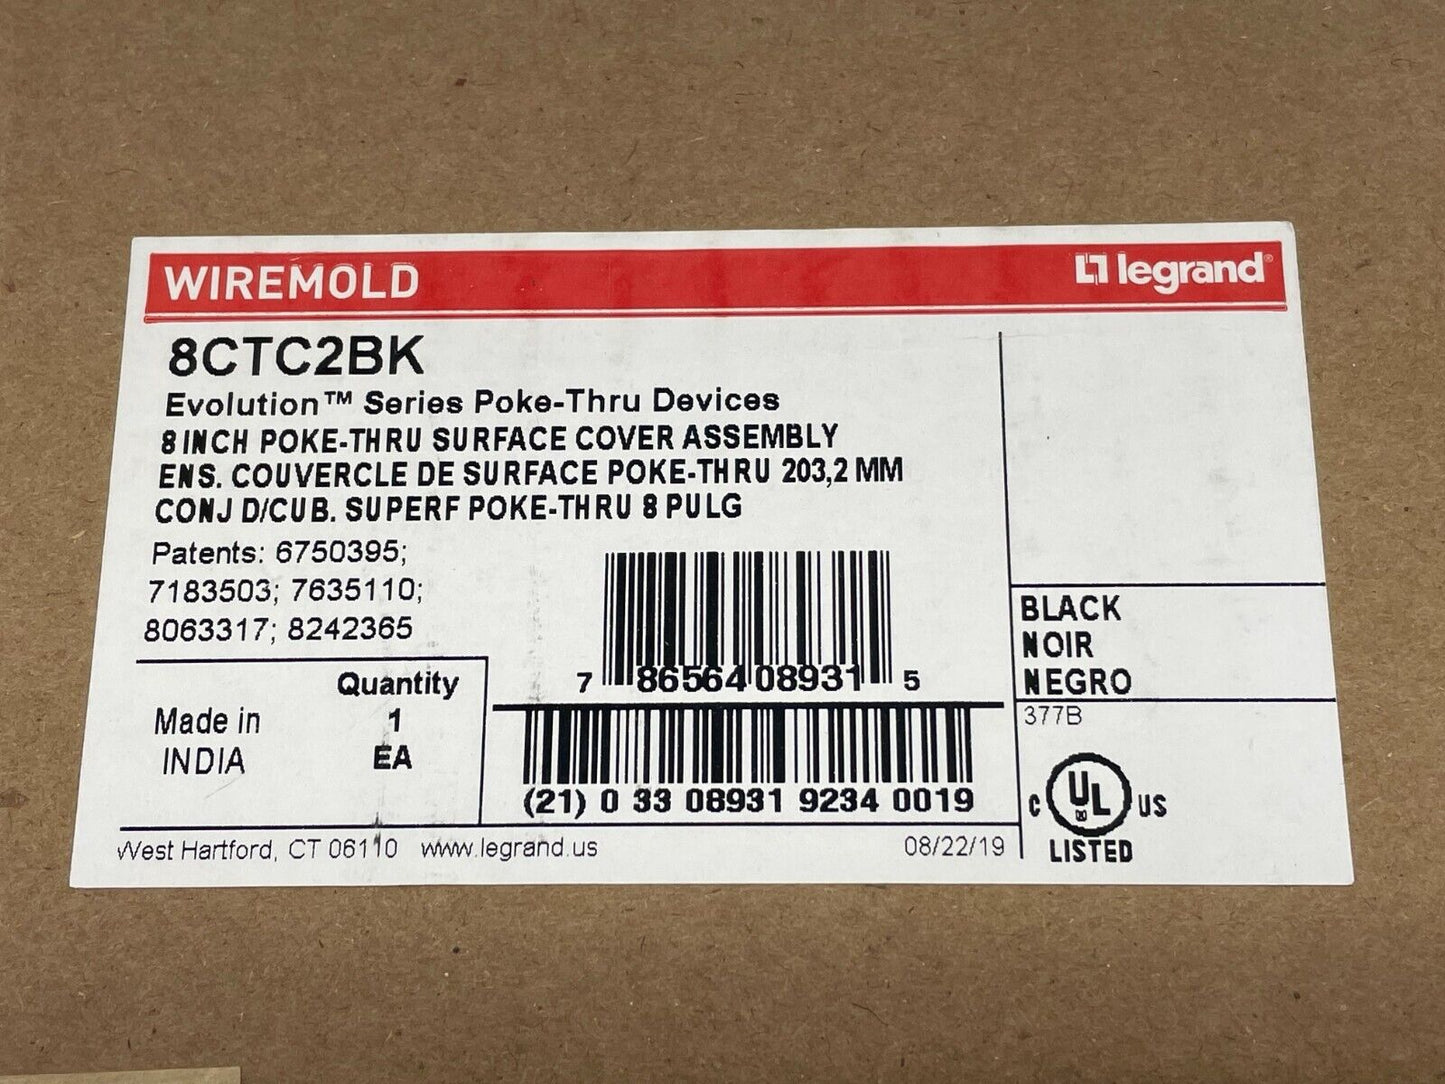 WIREMOLD
legrand®
8CTC2BK
Evolution™ Series Poke-Thru Devices
8 INCH POKE-THRU SURFACE COVER ASSEMBLY
ENS. COUVERCLE DE SURFACE POKE-THRU 203,2 MM
CONJ D/CUB. SUPERF POKE-THRU 8 PULG
Patents: 6750395;
7183503; 7635110;
8063317; 8242365
7 86564 08931 5
Quantity
1
EA
Made in
INDIA
(21) 0 33 08931 9234 0019
BLACK
NOIR
NEGRO
377B
C UL US
LISTED
West Hartford, CT 06110 www.legrand.us
08/22/19